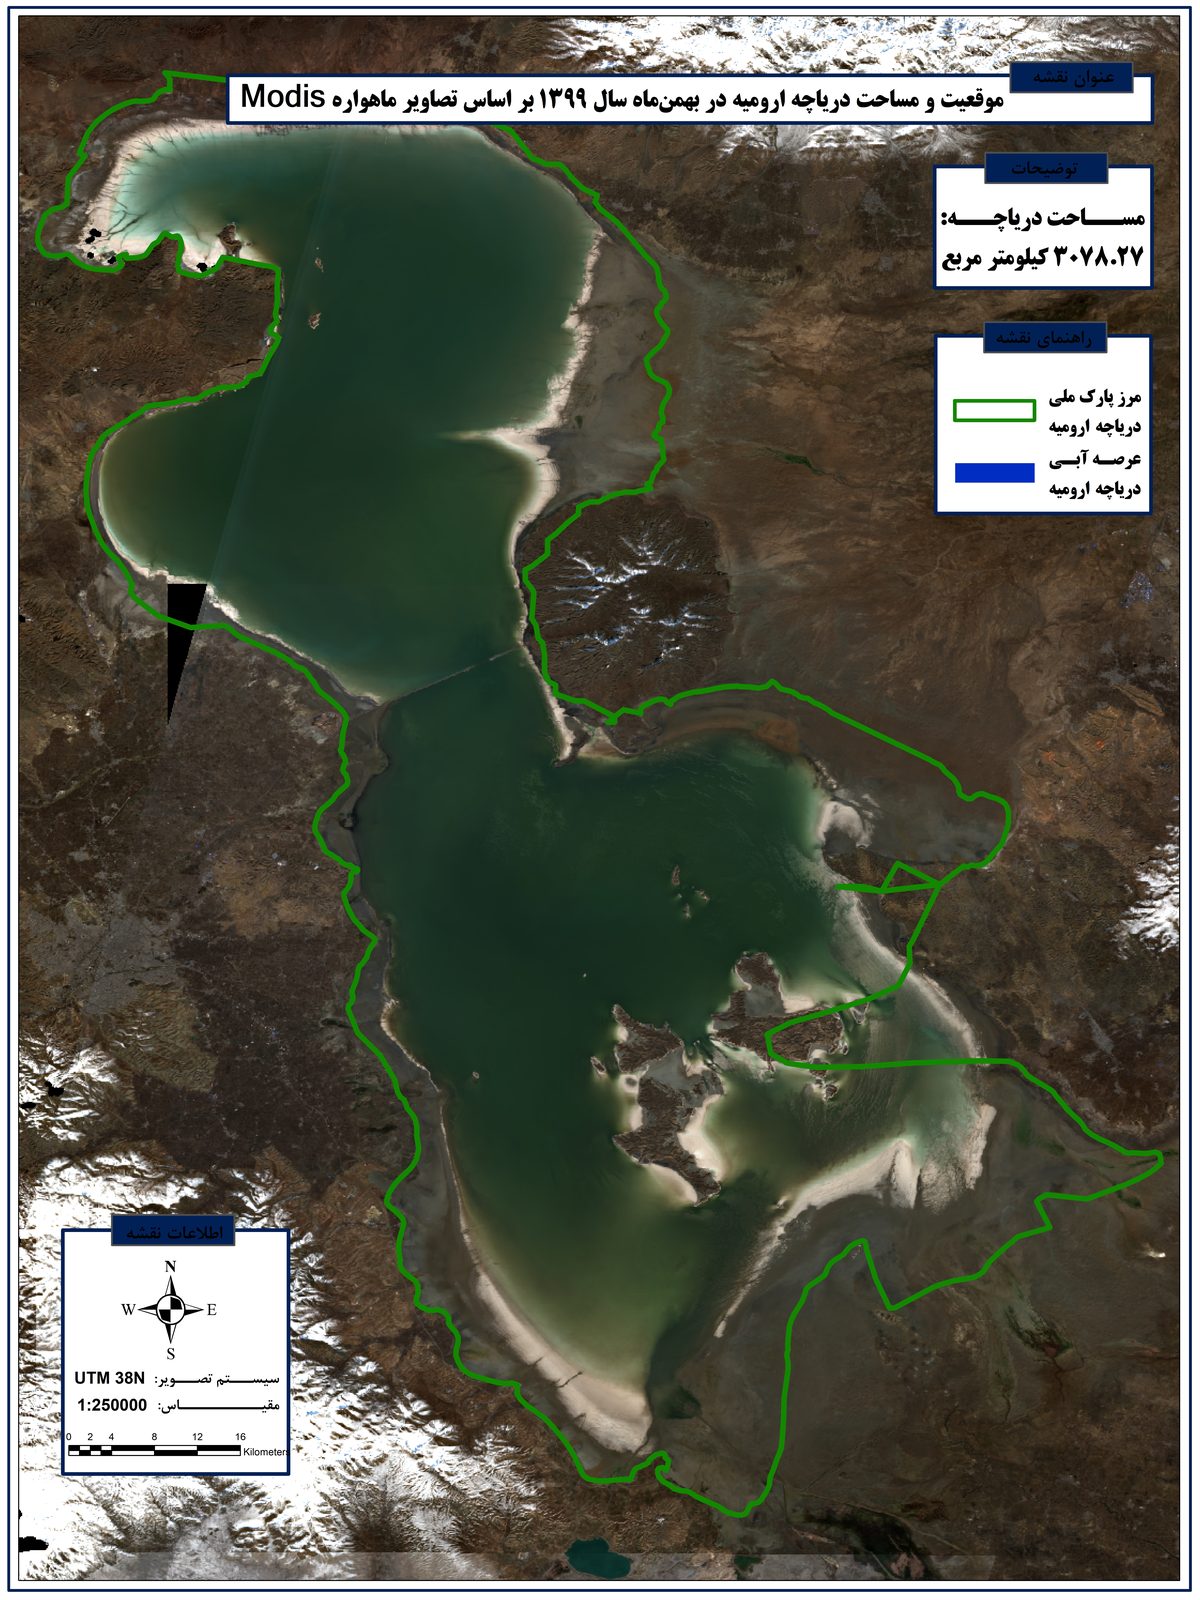 عنوان نقشه
موقعیت و مساحت دریاچه ارومیه در بهمن‌ماه سال ۱۳۹۹ بر اساس تصاویر ماهواره Modis
توضیحات
مساحت دریاچه:
۳۰۷۸.۲۷ کیلومتر مربع
راهنمای نقشه
مرز پارک ملی
دریاچه ارومیه
عرصه آبی
دریاچه ارومیه
اطلاعات نقشه
N
W E
S
سیستم تصویر: UTM 38N
مقیاس: 1:250000
0 2 4 8 12 16
Kilometers